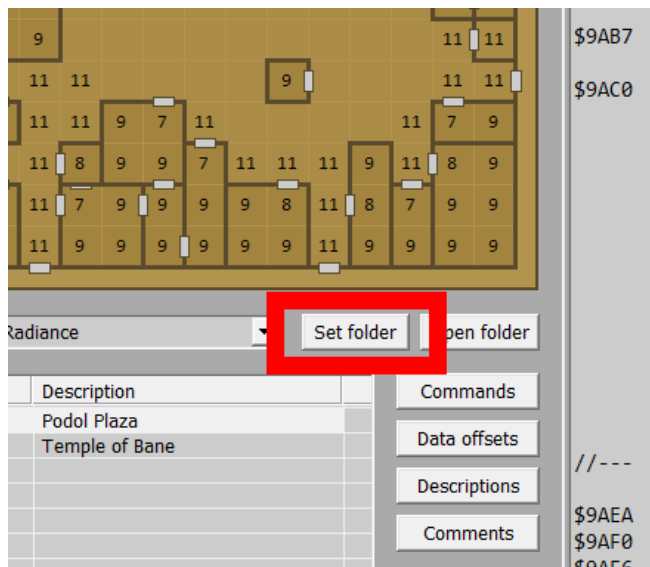 9 11 11
11 11 9 11 11
11 11 9 7 11 11 7 9
11 8 9 9 7 11 11 11 9 11 8 9
11 7 9 9 9 9 8 11 8 7 9 9
11 9 9 9 9 9 9 11 9 9 9 9
Radiance
Set folder
pen folder
Description
Podol Plaza
Temple of Bane
Commands
Data offsets
Descriptions
Comments
$9AB7
$9AC0
//---
$9AEA
$9AF0